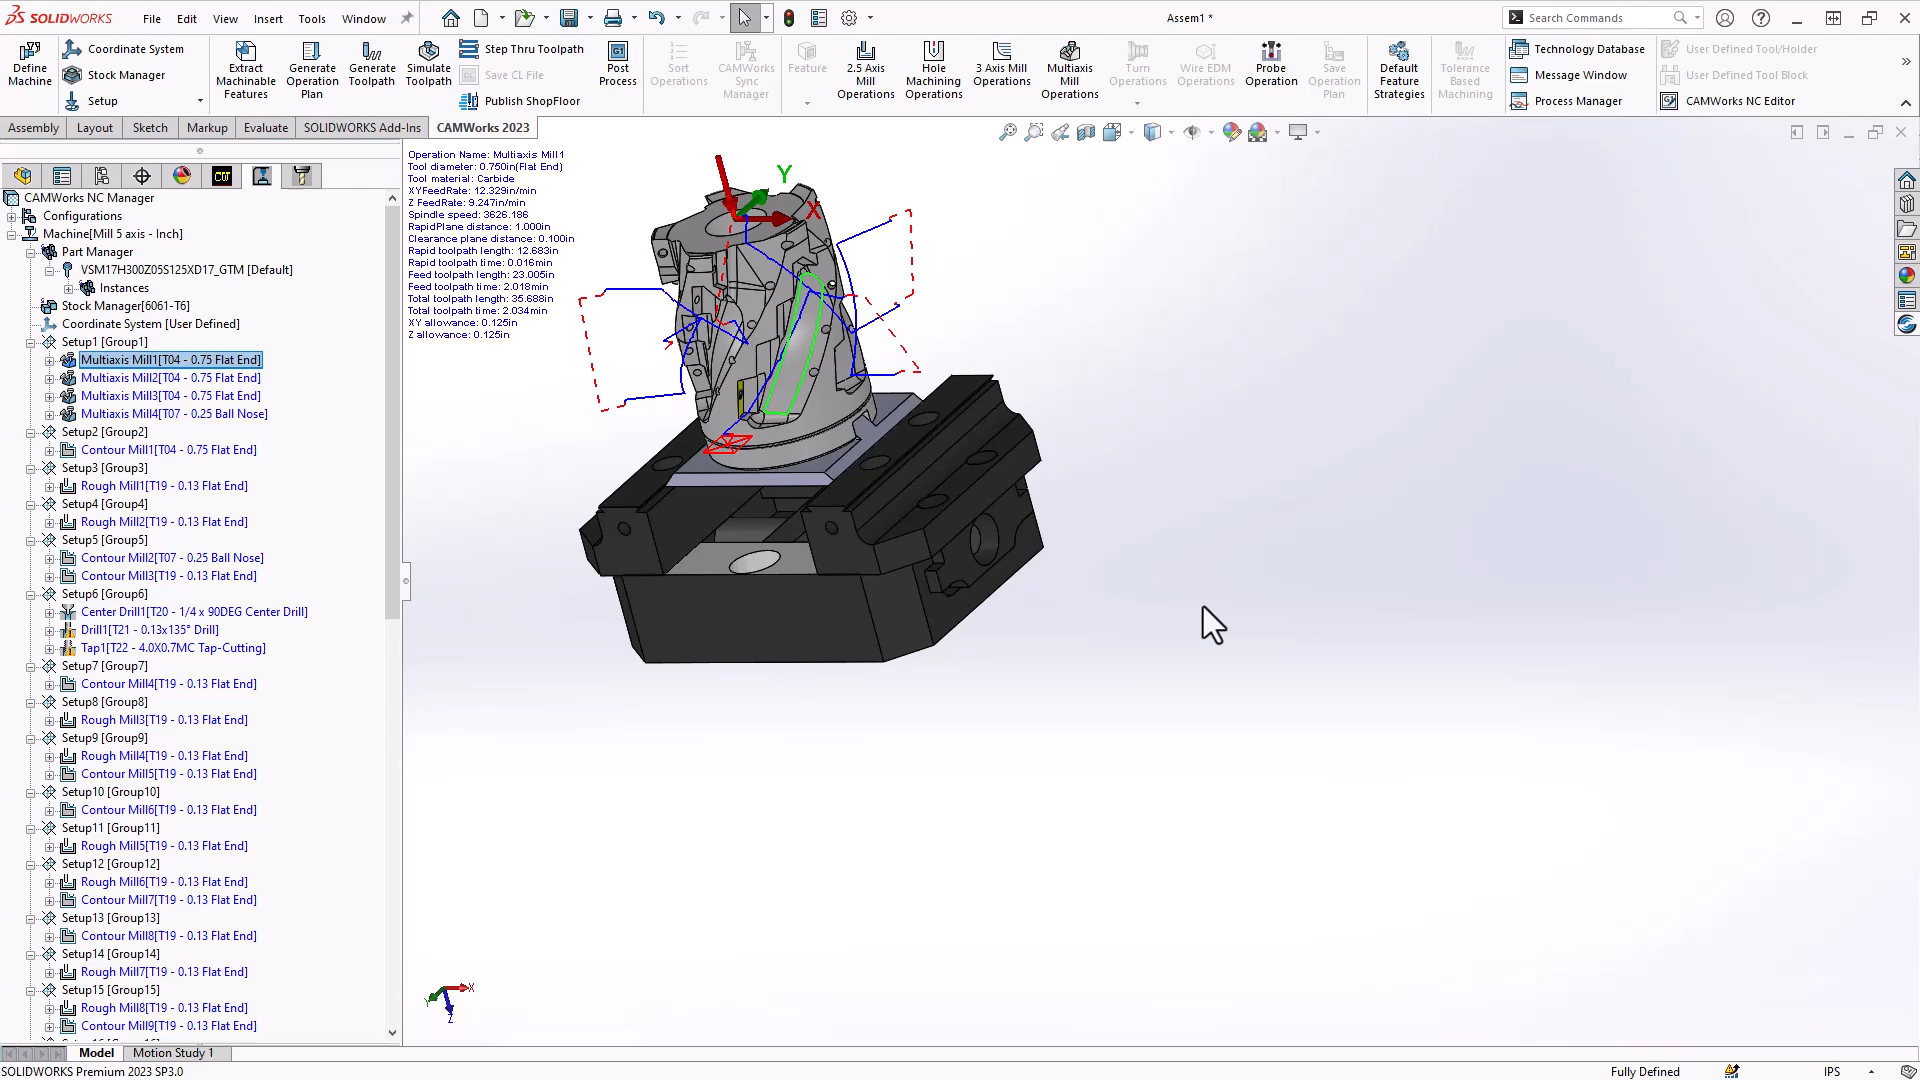 SOLIDWORKS
File Edit View Insert Tools Window
Assem1 *
Search Commands
Define Machine
Coordinate System
Stock Manager
Setup
Extract Machinable Features
Generate Operation Plan
Generate Toolpath
Simulate Toolpath
Step Thru Toolpath
Save CL File
Publish ShopFloor
Post Process
Sort Operations
CAMWorks Sync Manager
Feature
2.5 Axis Mill Operations
Hole Machining Operations
3 Axis Mill Operations
Multiaxis Mill Operations
Turn Operations
Wire EDM Operations
Probe Operation
Save Operation Plan
Default Feature Strategies
Tolerance Based Machining
Technology Database
Message Window
Process Manager
User Defined Tool/Holder
User Defined Tool Block
CAMWorks NC Editor
Assembly Layout Sketch Markup Evaluate SOLIDWORKS Add-Ins CAMWorks 2023
CAMWorks NC Manager
Configurations
Machine[Mill 5 axis - Inch]
Part Manager
VSM17H300Z05S125XD17_GTM [Default]
Instances
Stock Manager[6061-T6]
Coordinate System [User Defined]
Setup1 [Group1]
Multiaxis Mill1[T04 - 0.75 Flat End]
Multiaxis Mill2[T04 - 0.75 Flat End]
Multiaxis Mill3[T04 - 0.75 Flat End]
Multiaxis Mill4[T07 - 0.25 Ball Nose]
Setup2 [Group2]
Contour Mill1[T04 - 0.75 Flat End]
Setup3 [Group3]
Rough Mill1[T19 - 0.13 Flat End]
Setup4 [Group4]
Rough Mill2[T19 - 0.13 Flat End]
Setup5 [Group5]
Contour Mill2[T07 - 0.25 Ball Nose]
Contour Mill3[T19 - 0.13 Flat End]
Setup6 [Group6]
Center Drill1[T20 - 1/4 x 90DEG Center Drill]
Drill1[T21 - 0.13x135° Drill]
Tap1[T22 - 4.0X0.7MC Tap-Cutting]
Setup7 [Group7]
Contour Mill4[T19 - 0.13 Flat End]
Setup8 [Group8]
Rough Mill3[T19 - 0.13 Flat End]
Setup9 [Group9]
Rough Mill4[T19 - 0.13 Flat End]
Contour Mill5[T19 - 0.13 Flat End]
Setup10 [Group10]
Contour Mill6[T19 - 0.13 Flat End]
Setup11 [Group11]
Rough Mill5[T19 - 0.13 Flat End]
Setup12 [Group12]
Rough Mill6[T19 - 0.13 Flat End]
Contour Mill7[T19 - 0.13 Flat End]
Setup13 [Group13]
Contour Mill8[T19 - 0.13 Flat End]
Setup14 [Group14]
Rough Mill7[T19 - 0.13 Flat End]
Setup15 [Group15]
Rough Mill8[T19 - 0.13 Flat End]
Contour Mill9[T19 - 0.13 Flat End]
Operation Name: Multiaxis Mill1
Tool diameter: 0.750in(Flat End)
Tool material: Carbide
XYFeedRate: 12.329in/min
Z FeedRate: 9.247in/min
Spindle speed: 3626.186
RapidPlane distance: 1.000in
Clearance plane distance: 0.100in
Rapid toolpath length: 12.683in
Rapid toolpath time: 0.016min
Feed toolpath length: 23.005in
Feed toolpath time: 2.018min
Total toolpath length: 35.688in
Total toolpath time: 2.034min
XY allowance: 0.125in
Z allowance: 0.125in
Y
X
X
Y
Z
Model Motion Study 1
SOLIDWORKS Premium 2023 SP3.0
Fully Defined
IPS